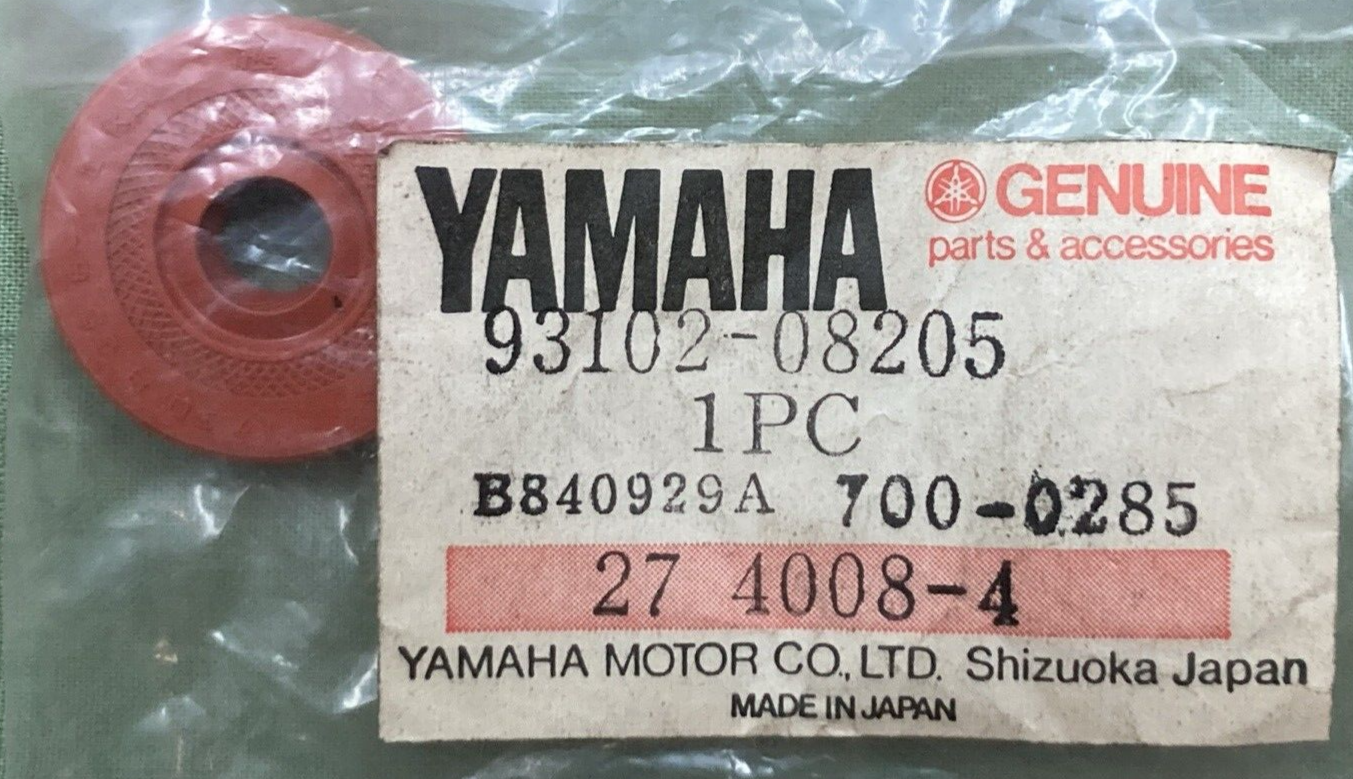 YAMAHA
GENUINE
parts & accessories
93102-08205
1PC
B840929A 700-0285
27 4008-4
YAMAHA MOTOR CO., LTD. Shizuoka Japan
MADE IN JAPAN